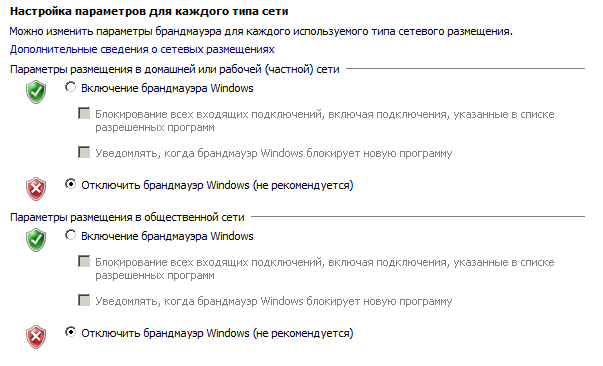 Настройка параметров для каждого типа сети
Можно изменить параметры брандмауэра для каждого используемого типа сетевого размещения.
Дополнительные сведения о сетевых размещениях
Параметры размещения в домашней или рабочей (частной) сети
Включение брандмауэра Windows
Блокирование всех входящих подключений, включая подключения, указанные в списке
разрешенных программ
Уведомлять, когда брандмауэр Windows блокирует новую программу
Отключить брандмауэр Windows (не рекомендуется)
Параметры размещения в общественной сети
Включение брандмауэра Windows
Блокирование всех входящих подключений, включая подключения, указанные в списке
разрешенных программ
Уведомлять, когда брандмауэр Windows блокирует новую программу
Отключить брандмауэр Windows (не рекомендуется)